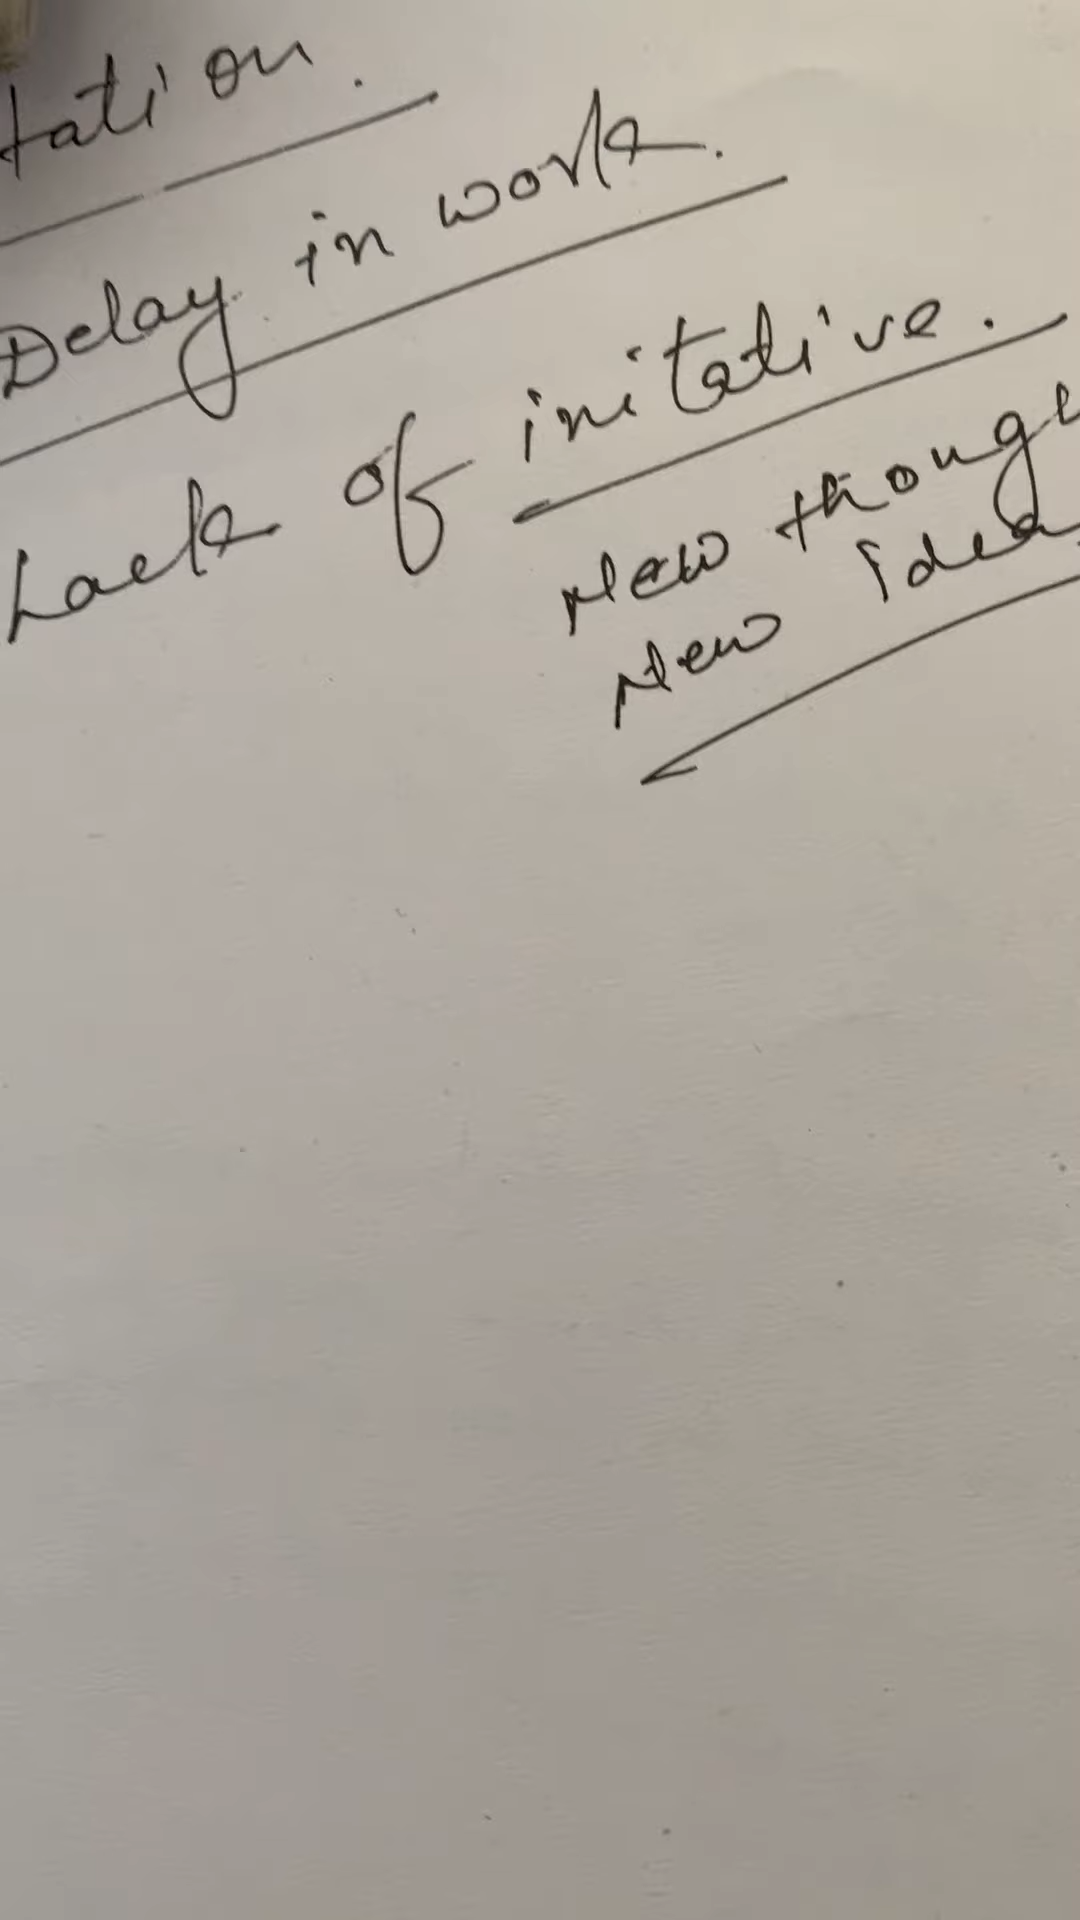 tation.
Delay in work.
Lack of initative.
New though
New idea